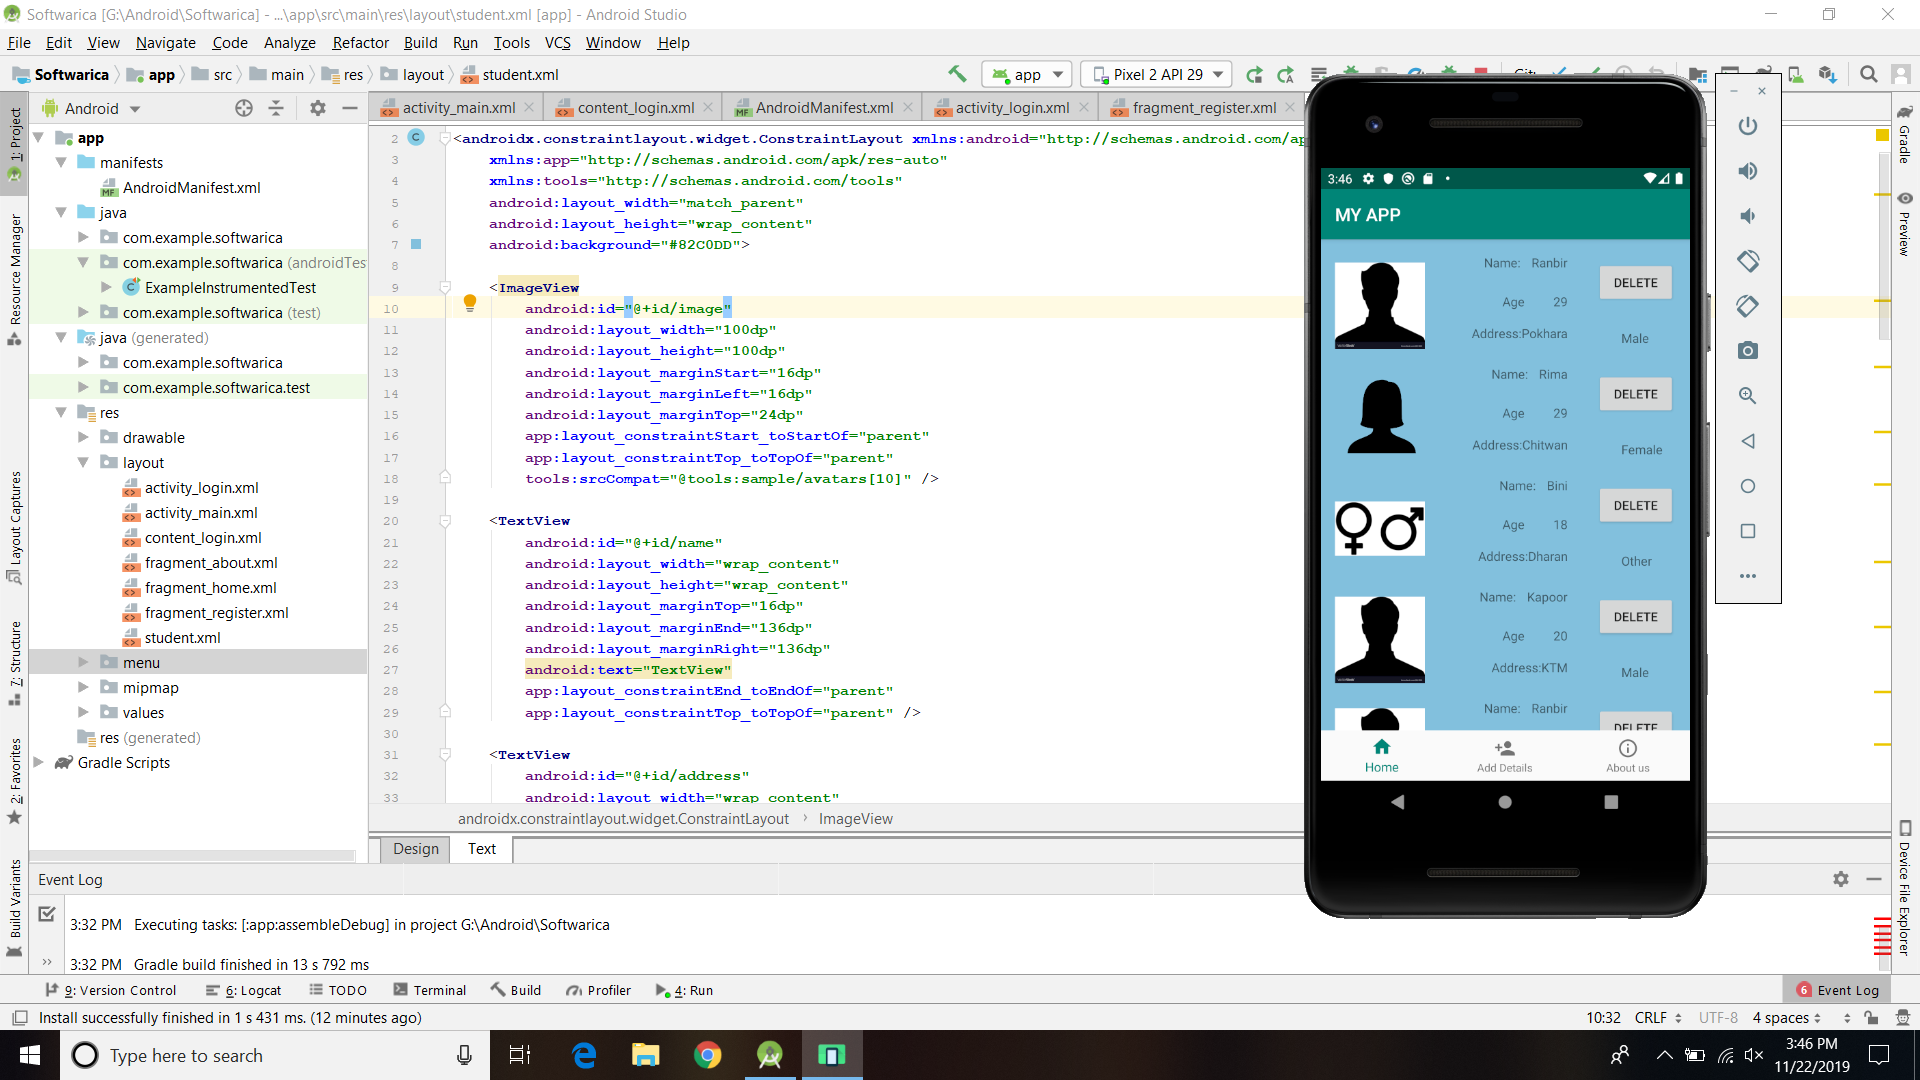 Softwarica [G:\Android\Softwarica] - ...\app\src\main\res\layout\student.xml [app] - Android Studio
File Edit View Navigate Code Analyze Refactor Build Run Tools VCS Window Help
Softwarica app src main res layout student.xml app Pixel 2 API 29
Android
activity_main.xml content_login.xml AndroidManifest.xml activity_login.xml fragment_register.xml
1: Project
Resource Manager
Layout Captures
7: Structure
2: Favorites
Build Variants
app
manifests
AndroidManifest.xml
java
com.example.softwarica
com.example.softwarica (androidTes
ExampleInstrumentedTest
com.example.softwarica (test)
java (generated)
com.example.softwarica
com.example.softwarica.test
res
drawable
layout
activity_login.xml
activity_main.xml
content_login.xml
fragment_about.xml
fragment_home.xml
fragment_register.xml
student.xml
menu
mipmap
values
res (generated)
Gradle Scripts
2 <androidx.constraintlayout.widget.ConstraintLayout xmlns:android="http://schemas.android.com/ap
3 xmlns:app="http://schemas.android.com/apk/res-auto"
4 xmlns:tools="http://schemas.android.com/tools"
5 android:layout_width="match_parent"
6 android:layout_height="wrap_content"
7 android:background="#82C0DD">
8
9 <ImageView
10 android:id="@+id/image"
11 android:layout_width="100dp"
12 android:layout_height="100dp"
13 android:layout_marginStart="16dp"
14 android:layout_marginLeft="16dp"
15 android:layout_marginTop="24dp"
16 app:layout_constraintStart_toStartOf="parent"
17 app:layout_constraintTop_toTopOf="parent"
18 tools:srcCompat="@tools:sample/avatars[10]" />
19
20 <TextView
21 android:id="@+id/name"
22 android:layout_width="wrap_content"
23 android:layout_height="wrap_content"
24 android:layout_marginTop="16dp"
25 android:layout_marginEnd="136dp"
26 android:layout_marginRight="136dp"
27 android:text="TextView"
28 app:layout_constraintEnd_toEndOf="parent"
29 app:layout_constraintTop_toTopOf="parent" />
30
31 <TextView
32 android:id="@+id/address"
33 android:layout_width="wrap_content"
androidx.constraintlayout.widget.ConstraintLayout › ImageView
Design Text
3:46
MY APP
Name: Ranbir
DELETE
Age 29
Address:Pokhara
Male
Name: Rima
DELETE
Age 29
Address:Chitwan
Female
Name: Bini
DELETE
Age 18
Address:Dharan
Other
Name: Kapoor
DELETE
Age 20
Address:KTM
Male
Name: Ranbir
DELETE
Home Add Details About us
Gradle
Preview
Device File Explorer
Event Log
3:32 PM Executing tasks: [:app:assembleDebug] in project G:\Android\Softwarica
3:32 PM Gradle build finished in 13 s 792 ms
9: Version Control 6: Logcat TODO Terminal Build Profiler 4: Run 6 Event Log
Install successfully finished in 1 s 431 ms. (12 minutes ago) 10:32 CRLF UTF-8 4 spaces
Type here to search
3:46 PM
11/22/2019